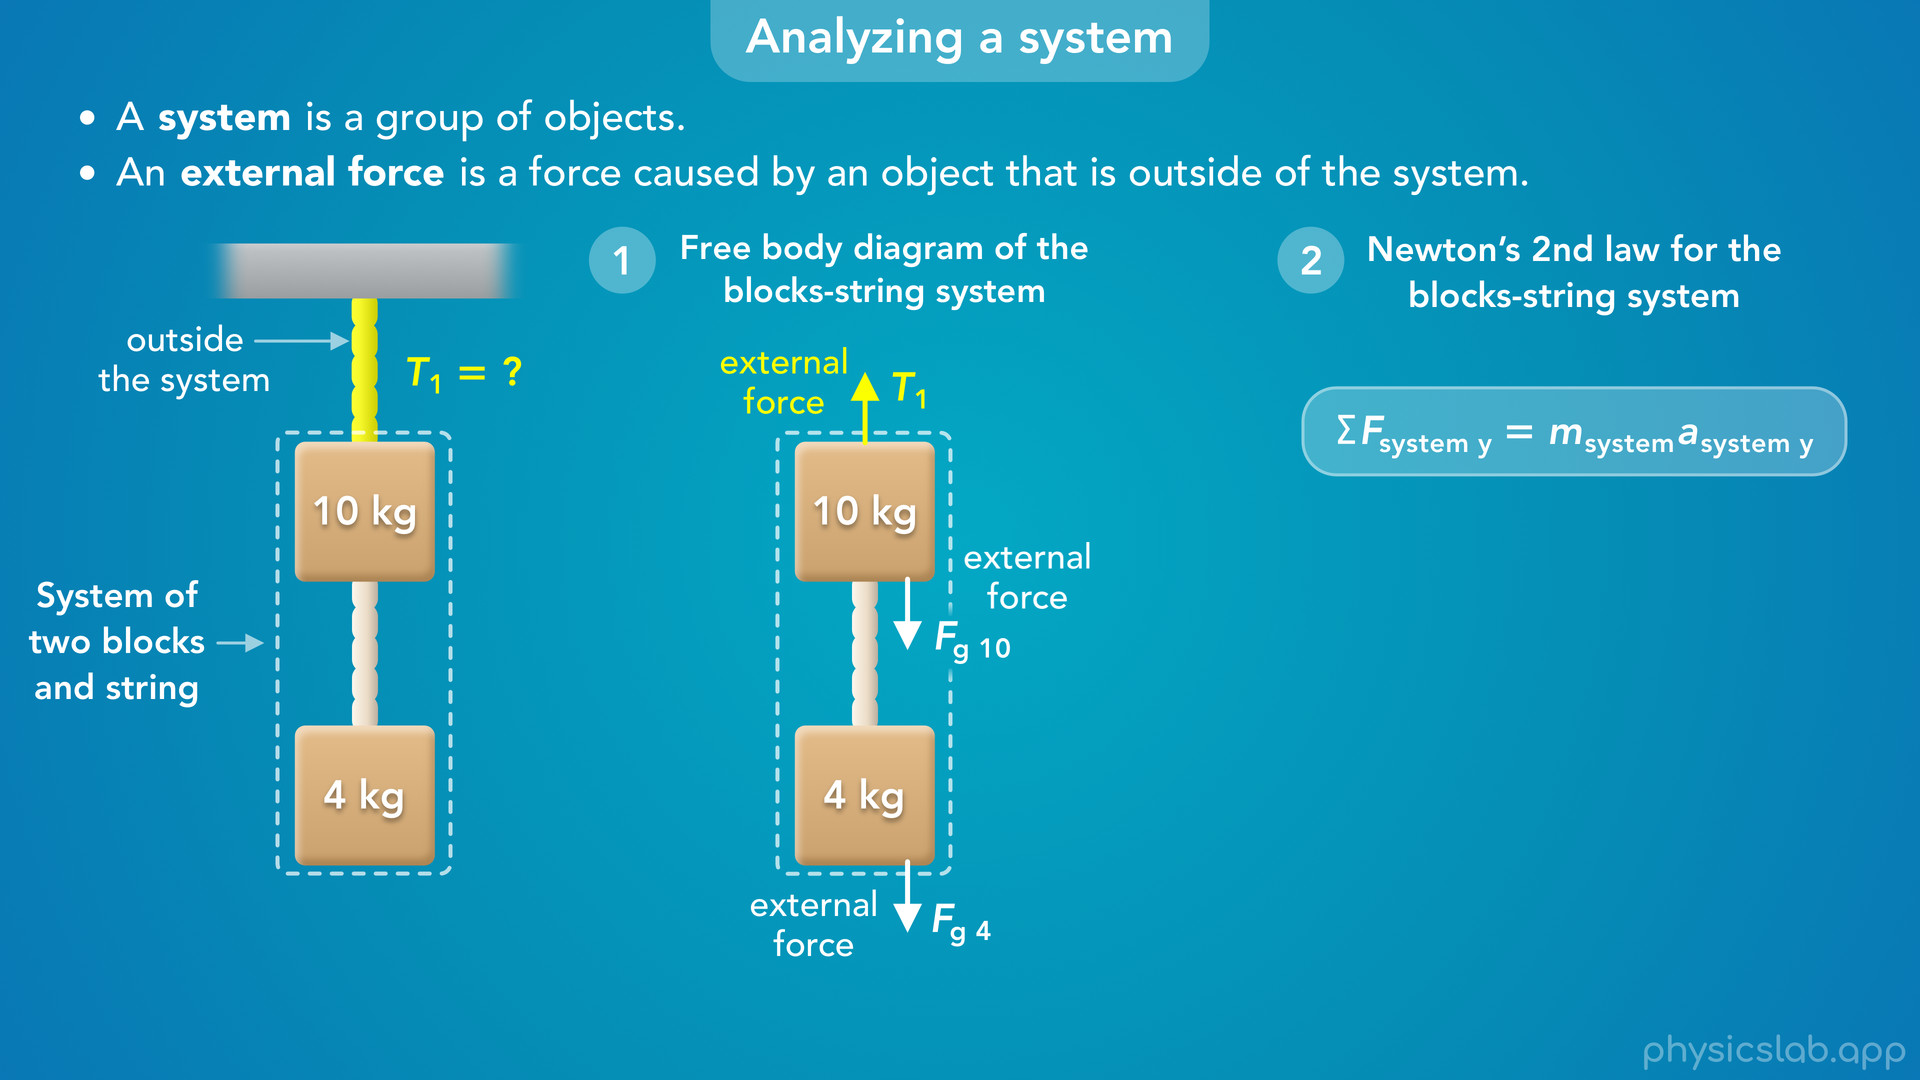 Analyzing a system
• A system is a group of objects.
• An external force is a force caused by an object that is outside of the system.
outside
the system
T1 = ?
10 kg
System of
two blocks
and string
4 kg
1
Free body diagram of the
blocks-string system
external
force
T1
10 kg
external
force
Fg 10
4 kg
external
force
Fg 4
2
Newton's 2nd law for the
blocks-string system
ΣFsystem y = msystem asystem y
physicslab.app